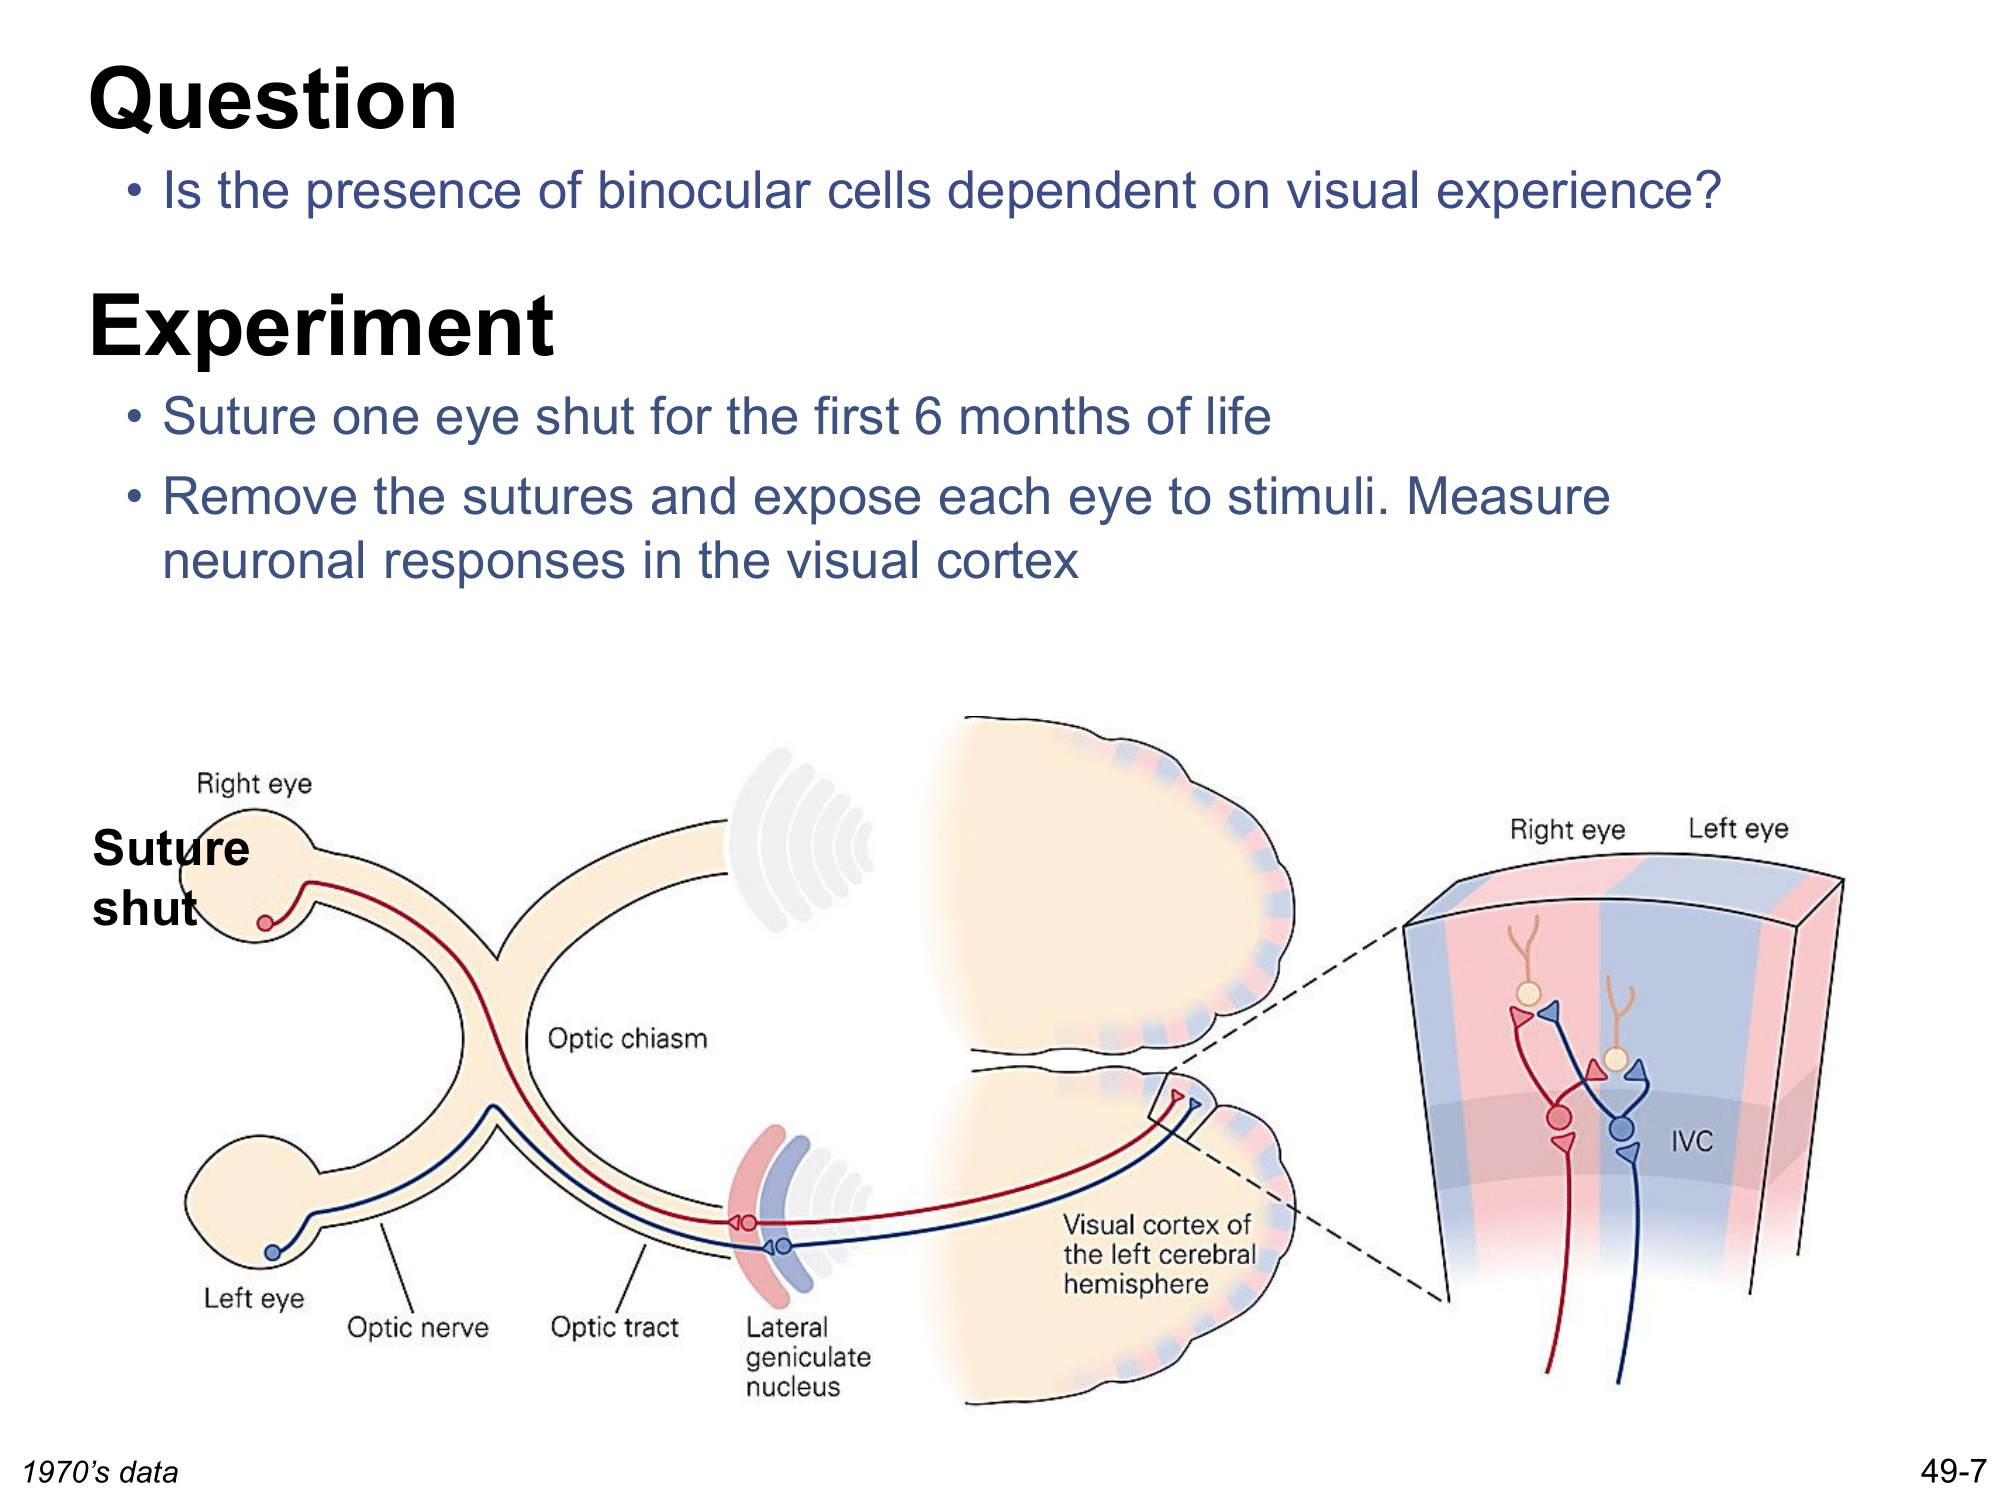 Question
• Is the presence of binocular cells dependent on visual experience?
Experiment
• Suture one eye shut for the first 6 months of life
• Remove the sutures and expose each eye to stimuli. Measure
neuronal responses in the visual cortex
Right eye
Suture
shut
Optic chiasm
Left eye
Optic nerve
Optic tract
Lateral
geniculate
nucleus
Visual cortex of
the left cerebral
hemisphere
Right eye
Left eye
IVC
1970’s data
49-7